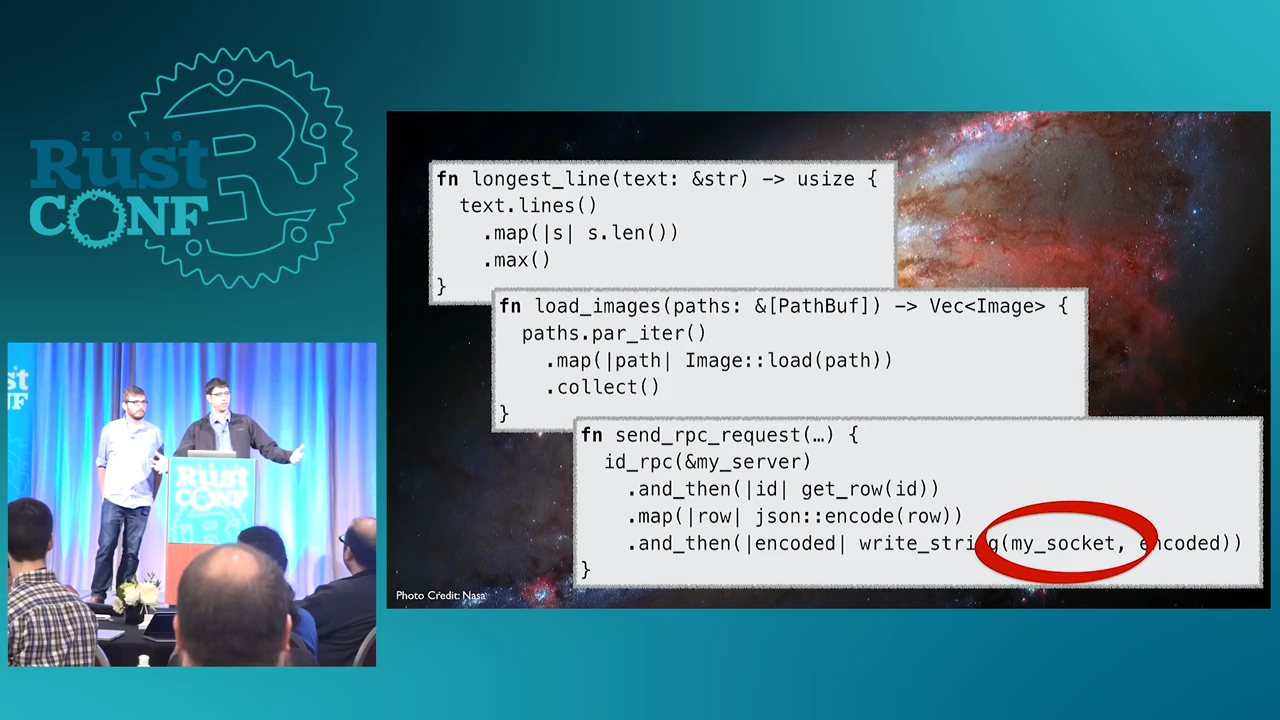 2016
Rust
CONF
fn longest_line(text: &str) —> usize {
  text.lines()
    .map(|s| s.len())
    .max()
}
fn load_images(paths: &[PathBuf]) —> Vec<Image> {
  paths.par_iter()
    .map(|path| Image::load(path))
    .collect()
}
fn send_rpc_request(…) {
  id_rpc(&my_server)
    .and_then(|id| get_row(id))
    .map(|row| json::encode(row))
    .and_then(|encoded| write_string(my_socket, encoded))
}
Photo Credit: Nasa
st
NF
Rust
CONF